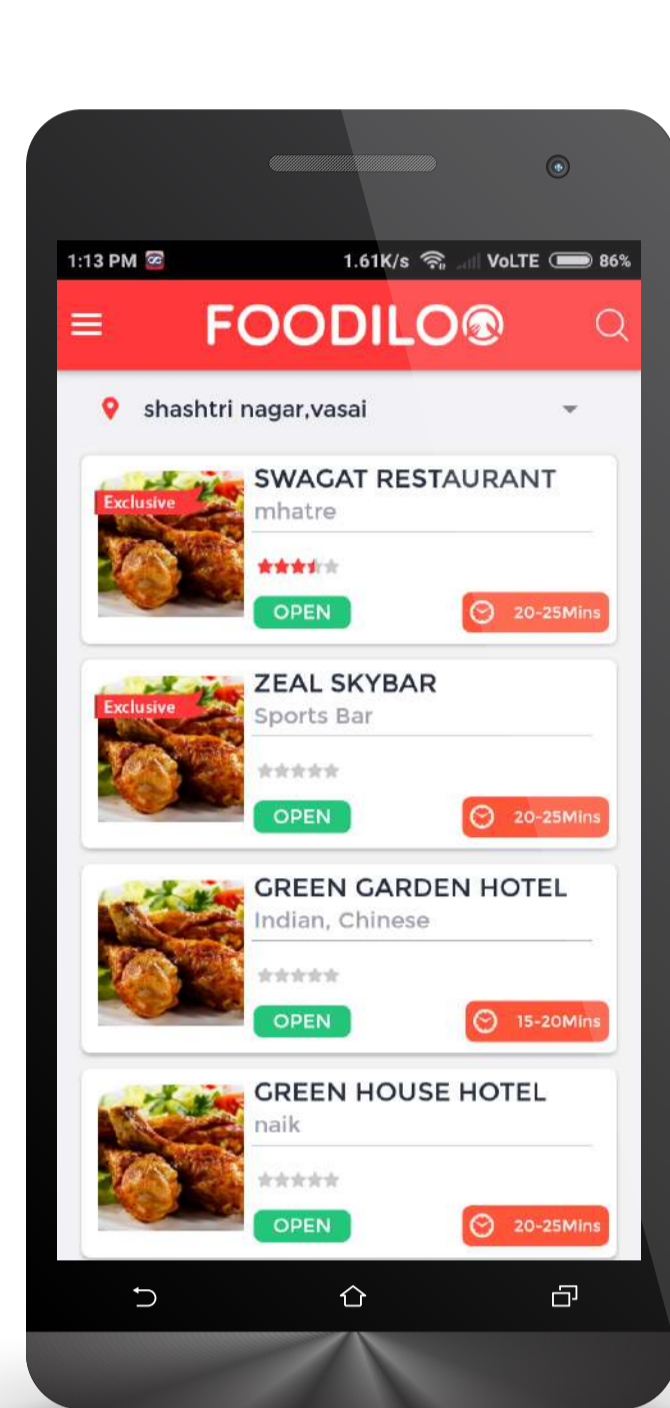 1:13 PM 1.61K/s VoLTE 86%
FOODILOO
shashtri nagar,vasai
Exclusive
SWAGAT RESTAURANT
mhatre
OPEN
20-25Mins
Exclusive
ZEAL SKYBAR
Sports Bar
OPEN
20-25Mins
GREEN GARDEN HOTEL
Indian, Chinese
OPEN
15-20Mins
GREEN HOUSE HOTEL
naik
OPEN
20-25Mins